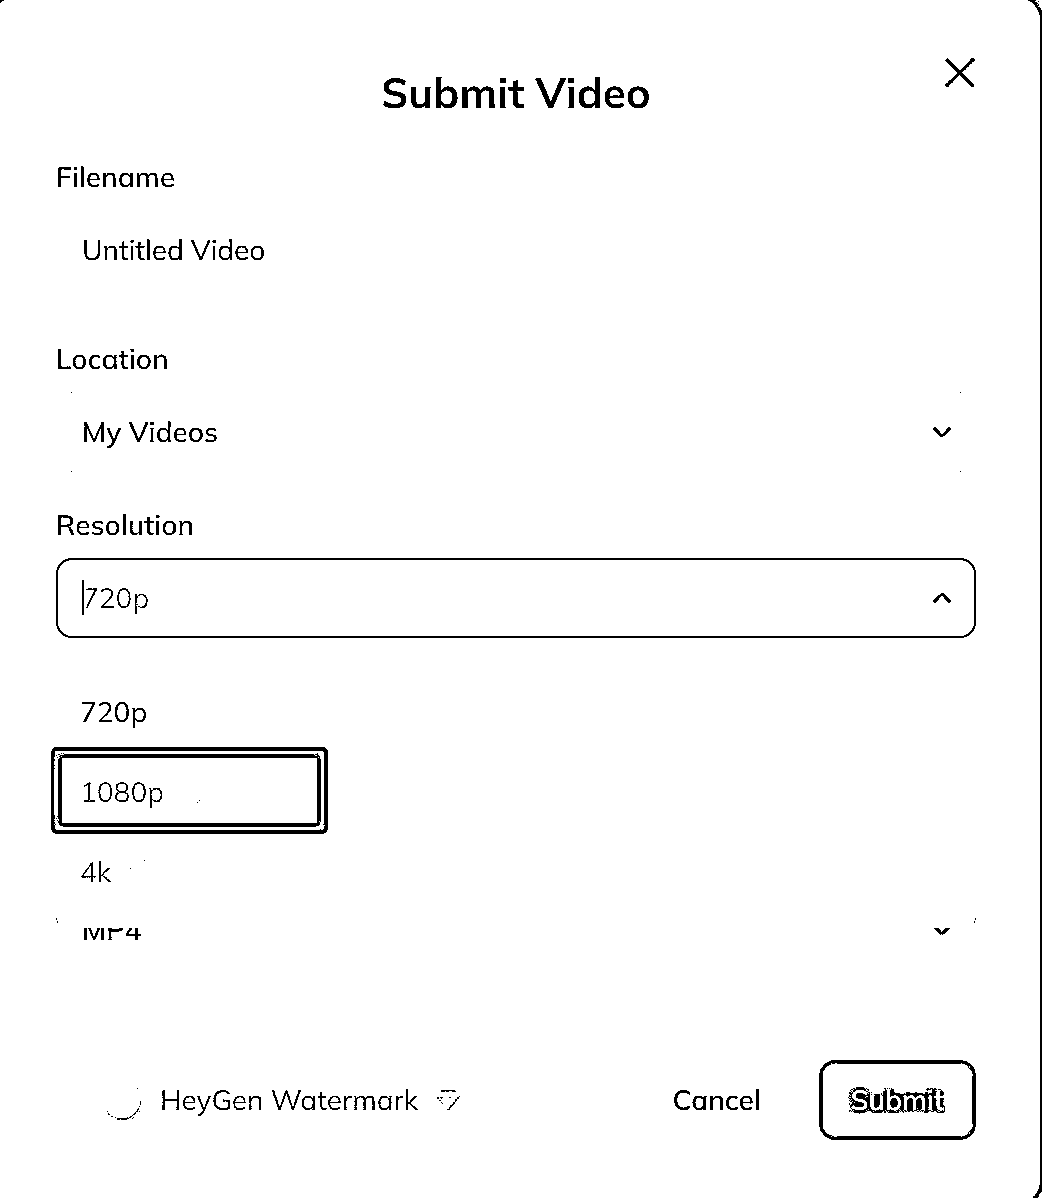 Submit Video
Filename
Untitled Video
Location
My Videos
Resolution
720p
720p
1080p
4k
MP4
HeyGen Watermark
Cancel
Submit